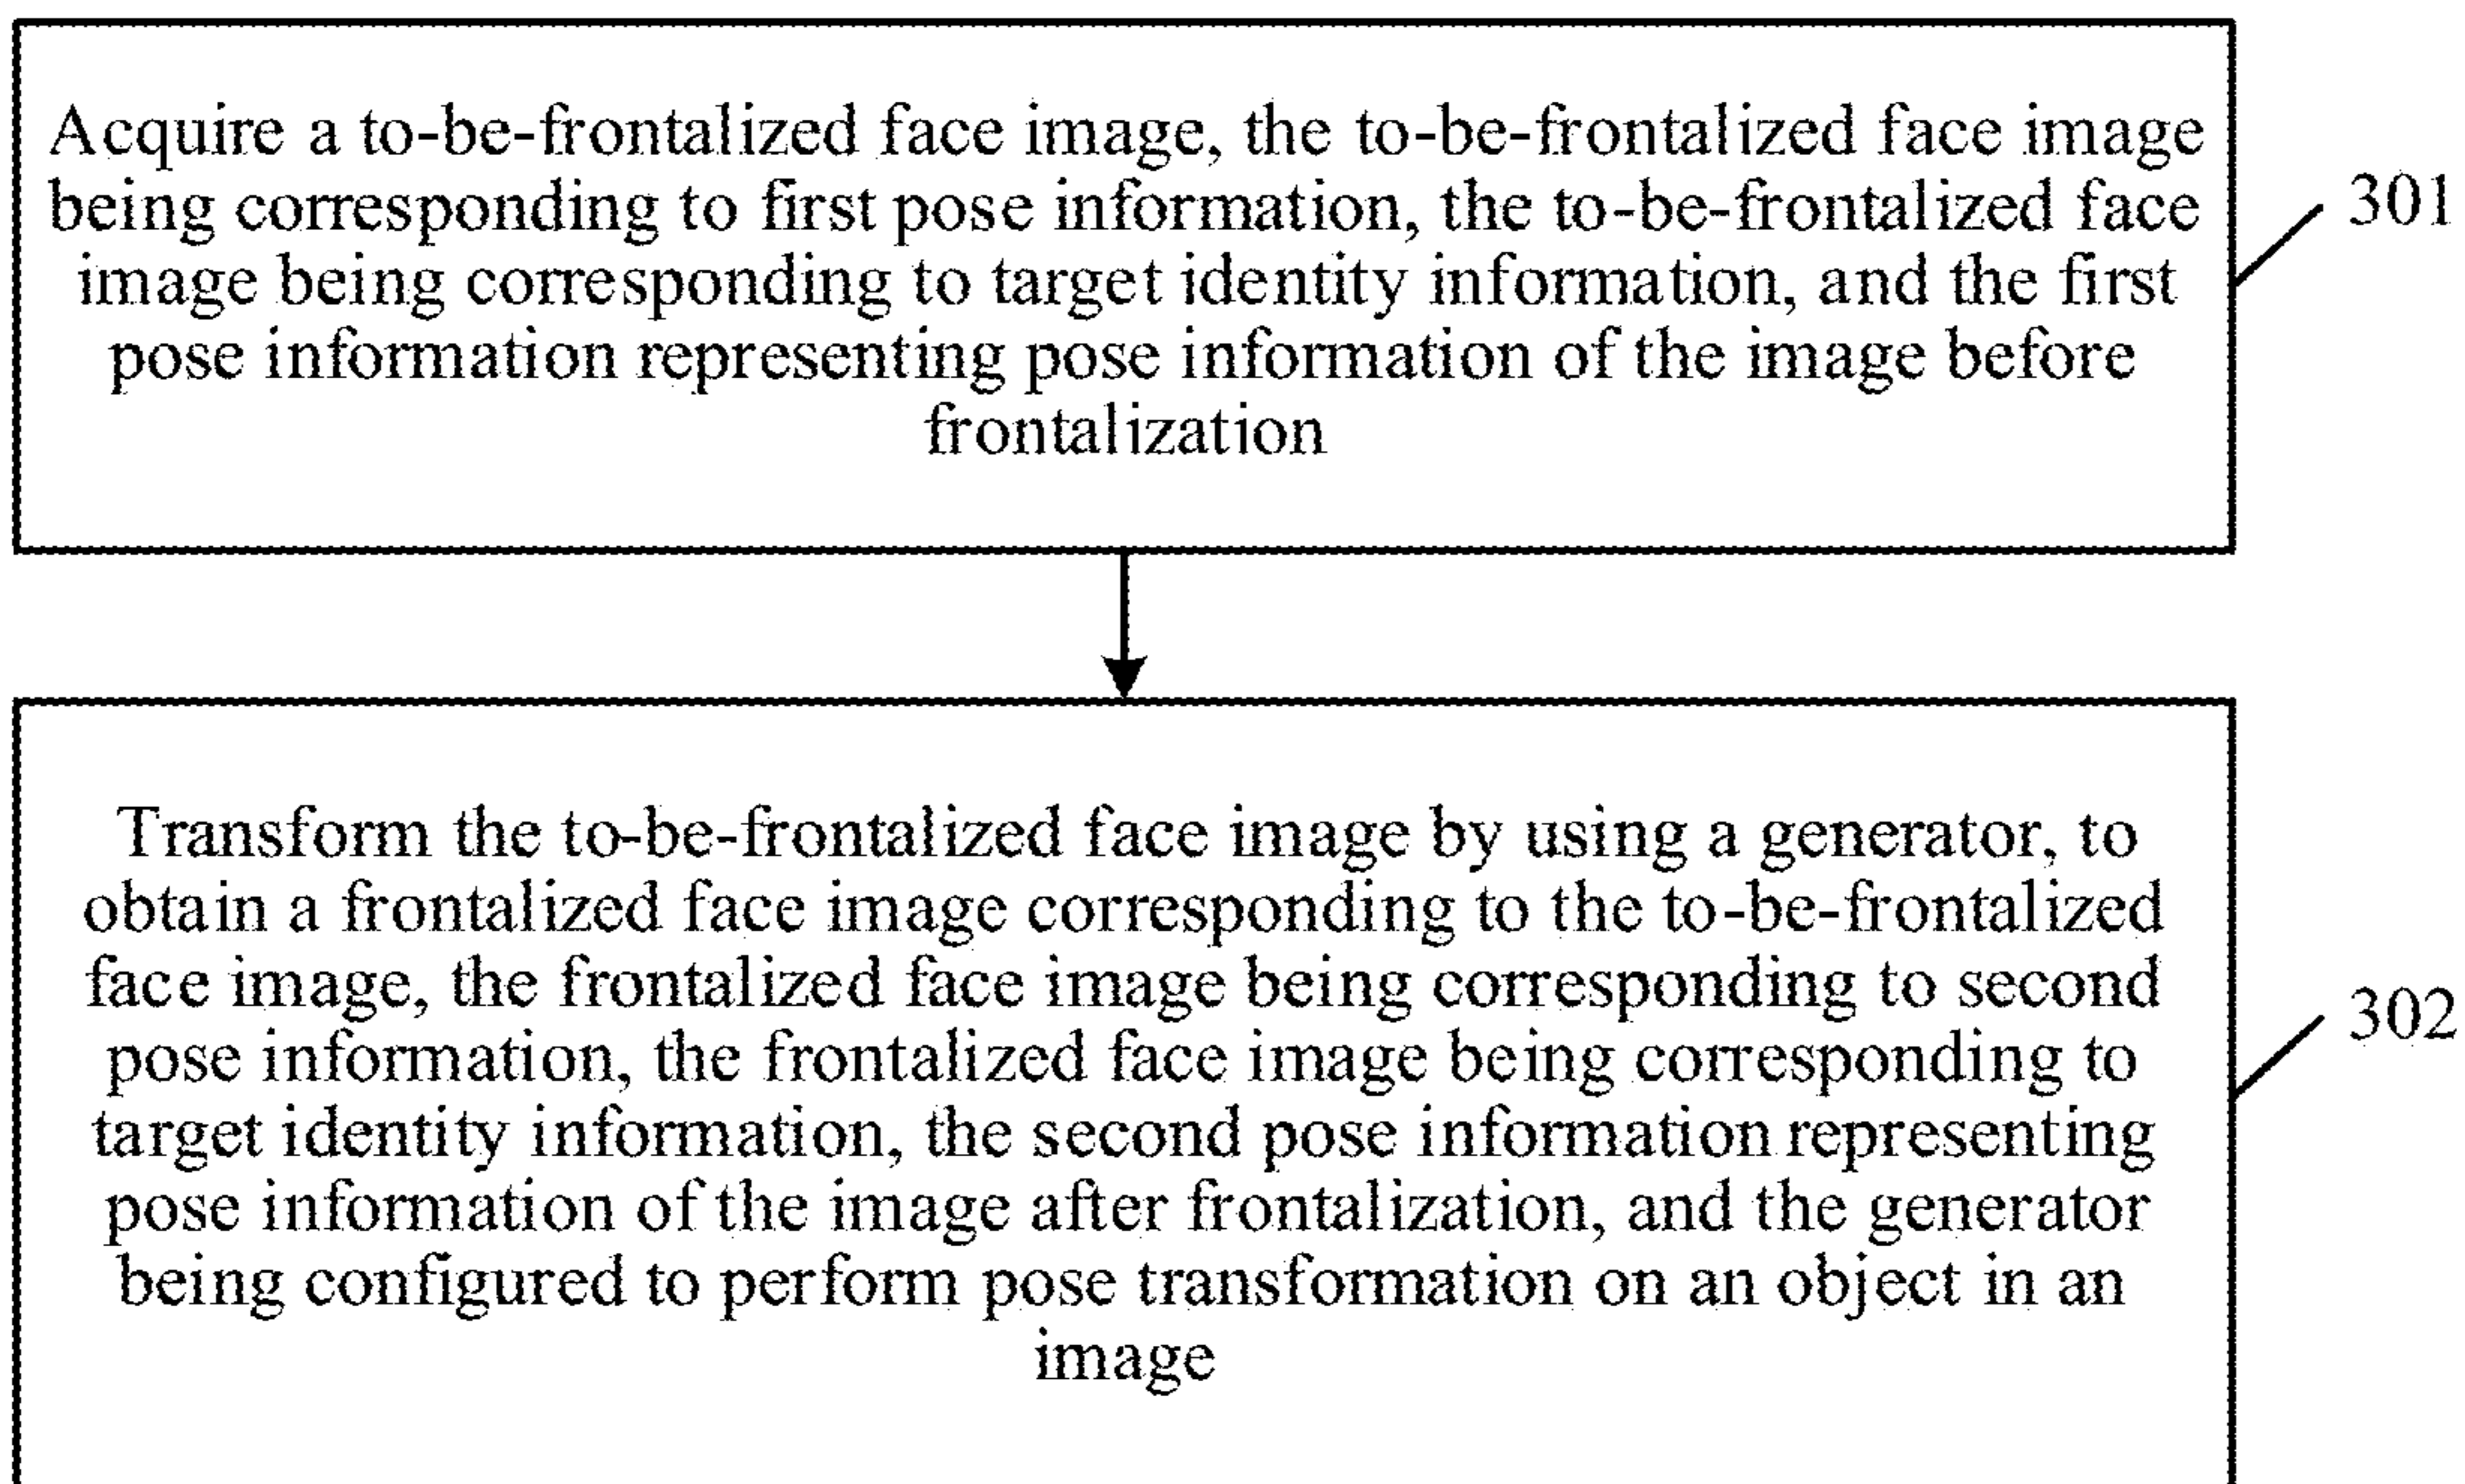 Acquire a to-be-frontalized face image, the to-be-frontalized face image
being corresponding to first pose information, the to-be-frontalized face
image being corresponding to target identity information, and the first
pose information representing pose information of the image before
frontalization
301
Transform the to-be-frontalized face image by using a generator, to
obtain a frontalized face image corresponding to the to-be-frontalized
face image, the frontalized face image being corresponding to second
pose information, the frontalized face image being corresponding to
target identity information, the second pose information representing
pose information of the image after frontalization, and the generator
being configured to perform pose transformation on an object in an
image
302